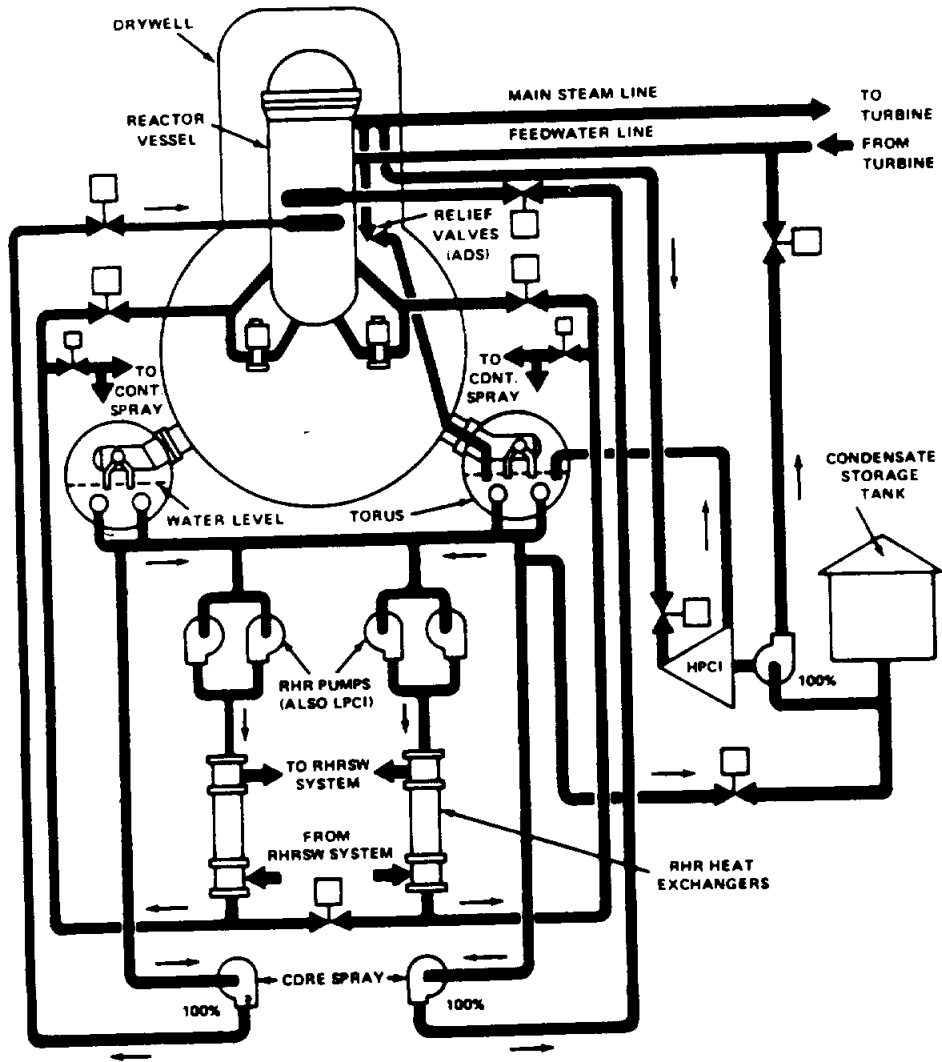 DRYWELL
REACTOR
VESSEL
MAIN STEAM LINE
TO
TURBINE
FEEDWATER LINE
FROM
TURBINE
RELIEF
VALVES
(ADS)
TO
CONT.
SPRAY
TO
CONT.
SPRAY
WATER LEVEL
TORUS
CONDENSATE
STORAGE
TANK
RHR PUMPS
(ALSO LPCI)
HPCI
100%
TO RHRSW
SYSTEM
FROM
RHRSW SYSTEM
RHR HEAT
EXCHANGERS
CORE SPRAY
100%
100%